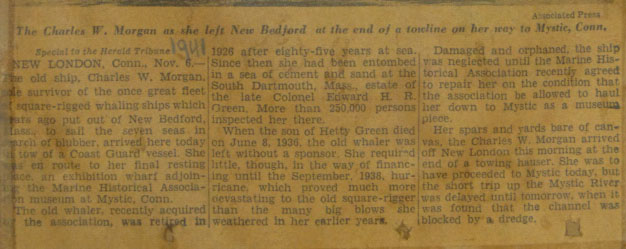 Associated Press
The Charles W. Morgan as she left New Bedford at the end of a towline on her way to Mystic, Conn.
Special to the Herald Tribune
1941
NEW LONDON, Conn., Nov. 6.—
The old ship, Charles W. Morgan,
sole survivor of the once great fleet
square-rigged whaling ships which
years ago put out of New Bedford,
Mass., to sail the seven seas in
search of blubber, arrived here today
in tow of a Coast Guard vessel. She
was en route to her final resting
place, an exhibition wharf adjoin-
ing the Marine Historical Associa-
tion museum at Mystic, Conn.
The old whaler, recently acquired
by the association, was retired in
1926 after eighty-five years at sea.
Since then she had been entombed
in a sea of cement and sand at the
South Dartmouth, Mass., estate of
the late Colonel Edward H. R.
Green. More than 250,000 persons
inspected her there.
When the son of Hetty Green died
on June 8, 1936, the old whaler was
left without a sponsor. She required
little, though, in the way of financ-
ing until the September, 1938, hur-
ricane, which proved much more
devastating to the old square-rigger
than the many big blows she
weathered in her earlier years.
Damaged and orphaned, the ship
was neglected until the Marine His-
torical Association recently agreed
to repair her on the condition that
the association be allowed to haul
her down to Mystic as a museum
piece.
Her spars and yards bare of can-
vas, the Charles W. Morgan arrived
off New London this morning at the
end of a towing hauser. She was to
have proceeded to Mystic today, but
the short trip up the Mystic River
was delayed until tomorrow, when it
was found that the channel was
blocked by a dredge.